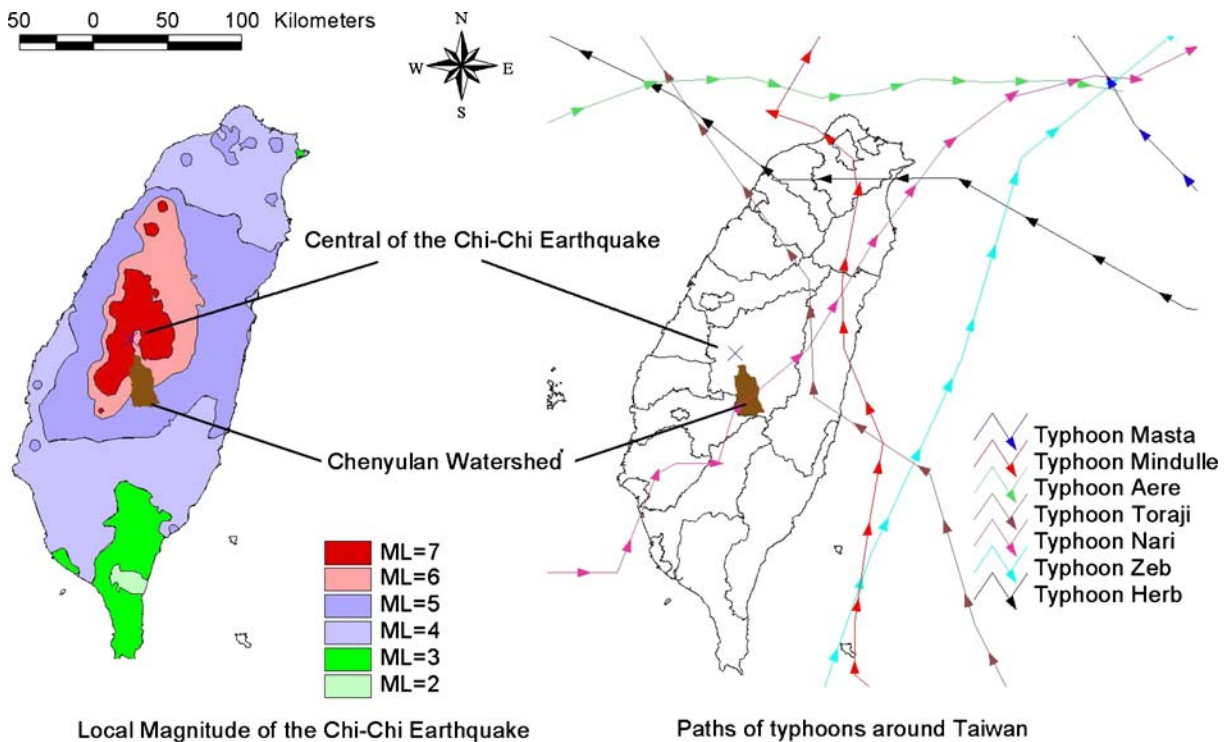 50 0 50 100 Kilometers
N
W E
S
Central of the Chi-Chi Earthquake
Chenyulan Watershed
ML=7
ML=6
ML=5
ML=4
ML=3
ML=2
Typhoon Masta
Typhoon Mindulle
Typhoon Aere
Typhoon Toraji
Typhoon Nari
Typhoon Zeb
Typhoon Herb
Local Magnitude of the Chi-Chi Earthquake
Paths of typhoons around Taiwan